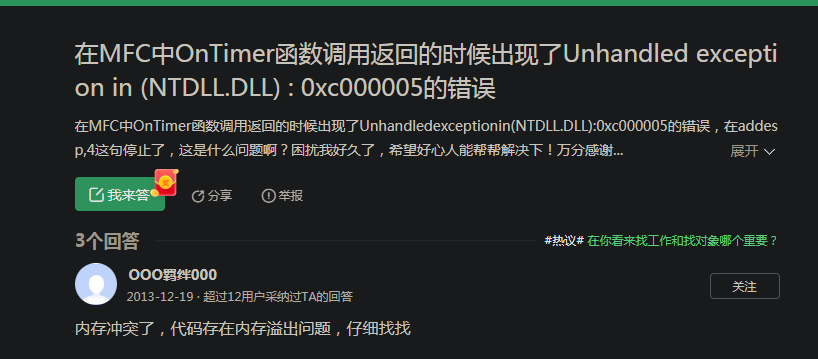 在MFC中OnTimer函数调用返回的时候出现了Unhandled excepti
on in (NTDLL.DLL) : 0xc000005的错误
在MFC中OnTimer函数调用返回的时候出现了Unhandledexceptionin(NTDLL.DLL):0xc000005的错误，在addes
p,4这句停止了，这是什么问题啊？困扰我好久了，希望好心人能帮帮解决下！万分感谢...
展开
我来答 分享 举报
3个回答 #热议# 在你看来找工作和找对象哪个重要？
OOO羁绊000
2013-12-19 · 超过12用户采纳过TA的回答
关注
内存冲突了，代码存在内存溢出问题，仔细找找